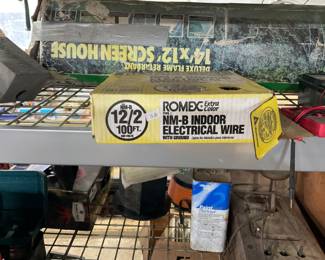 DELUXE FLAME RETARDANT
14'x12' SCREEN HOUSE
NM-B
12/2
100 FT.
ROMEX
Extra
Color
NM-B INDOOR
ELECTRICAL WIRE
WITH GROUND